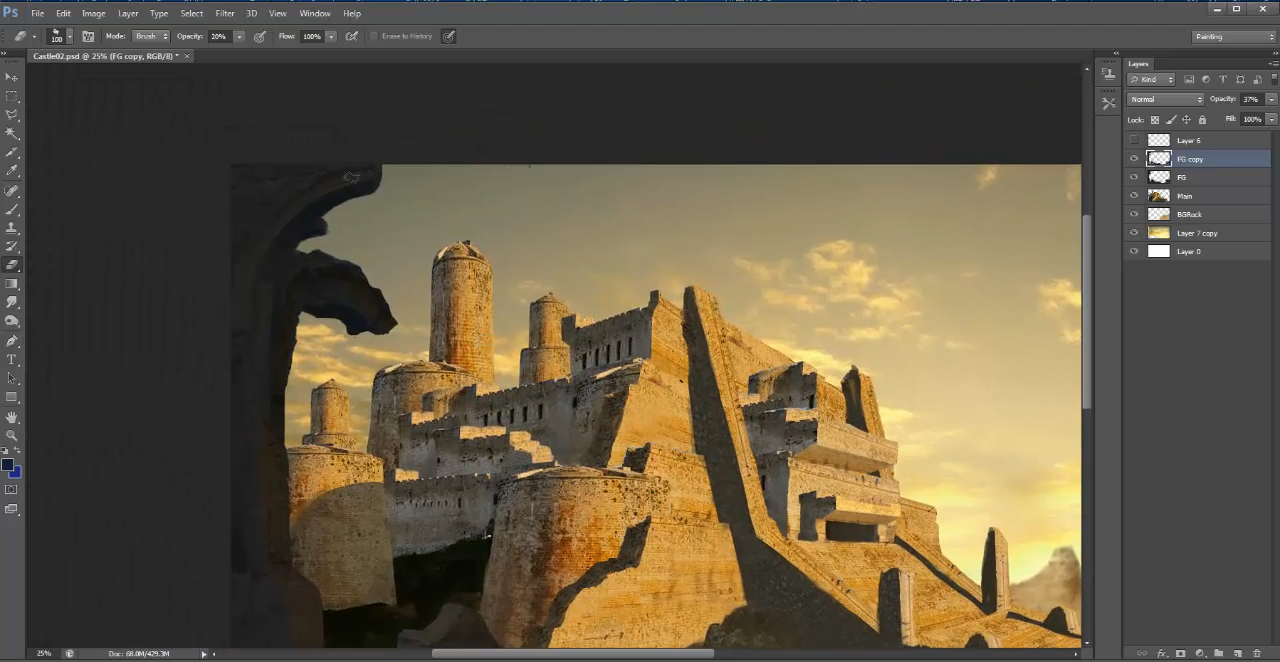 Ps File Edit Image Layer Type Select Filter 3D View Window Help
100 Mode: Brush Opacity: 20% Flow: 100% Erase to History Painting
Castle02.psd @ 25% (FG copy, RGB/8) * ×
Layers
Kind
Normal Opacity: 37%
Lock: Fill: 100%
Layer 6
FG copy
FG
Main
BGRock
Layer 7 copy
Layer 0
25% Doc: 68.0M/429.3M